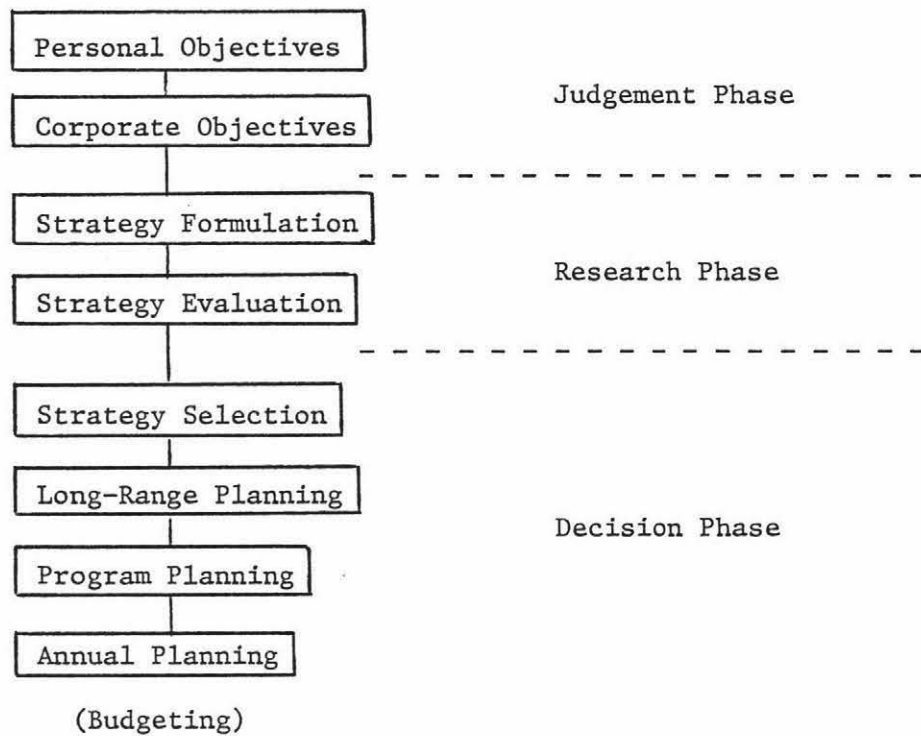 Personal Objectives
Judgement Phase
Corporate Objectives
Strategy Formulation
Research Phase
Strategy Evaluation
Strategy Selection
Long-Range Planning
Decision Phase
Program Planning
Annual Planning
(Budgeting)